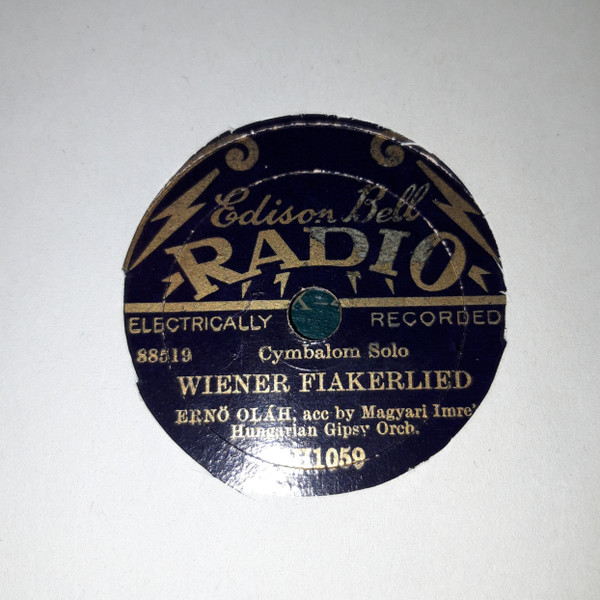 Edison Bell
RADIO
ELECTRICALLY RECORDED
88519 Cymbalom Solo
WIENER FIAKERLIED
ERNÖ OLÁH, acc by Magyari Imre'
Hungarian Gipsy Orch.
H1059